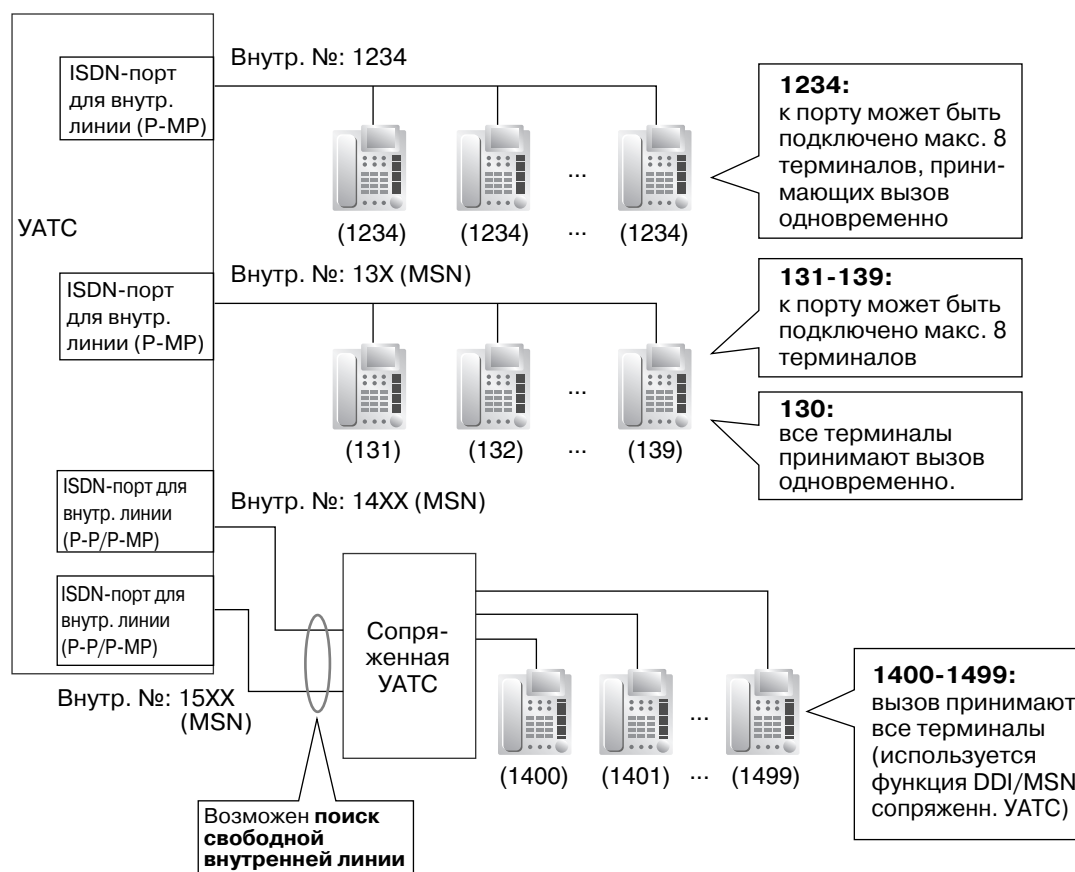 Внутр. №: 1234
ISDN-порт
для внутр.
линии (P-MP)
1234:
к порту может быть
подключено макс. 8
терминалов, прини-
мающих вызов
одновременно
...
УАТС
(1234) (1234) ... (1234)
Внутр. №: 13X (MSN)
ISDN-порт
для внутр.
линии (P-MP)
131-139:
к порту может быть
подключено макс. 8
терминалов
...
130:
все терминалы
принимают вызов
одновременно.
(131) (132) ... (139)
ISDN-порт для
внутр. линии
(P-P/P-MP)
Внутр. №: 14XX (MSN)
ISDN-порт для
внутр. линии
(P-P/P-MP)
Сопря-
женная
УАТС
Внутр. №: 15XX
(MSN)
...
(1400) (1401) ... (1499)
1400-1499:
вызов принимают
все терминалы
(используется
функция DDI/MSN
сопряженн. УАТС)
Возможен поиск
свободной
внутренней линии